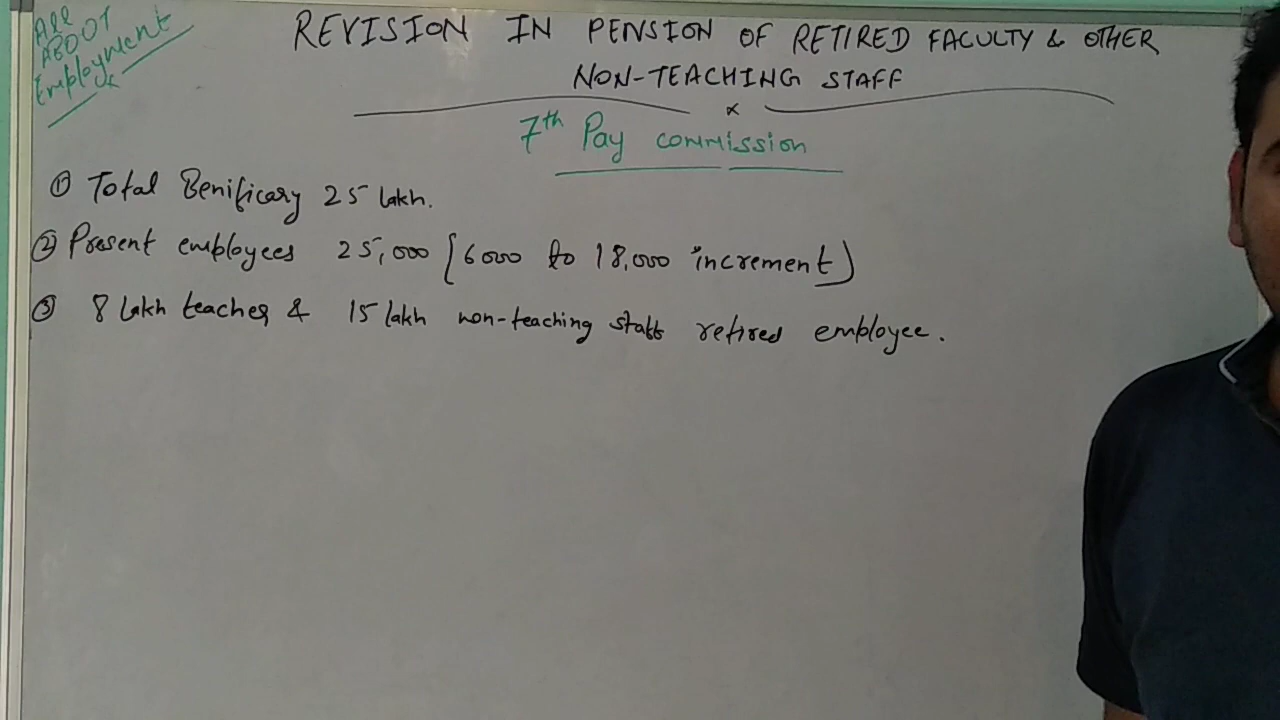 All
ABOUT
Employment
REVISION IN PENSION OF RETIRED FACULTY & OTHER
NON-TEACHING STAFF
7th Pay commission
① Total Benificary 25 lakh.
② Present employees 25,000 [6000 to 18,000 increment)
③ 8 lakh teacher & 15 lakh non-teaching staff retired employee.